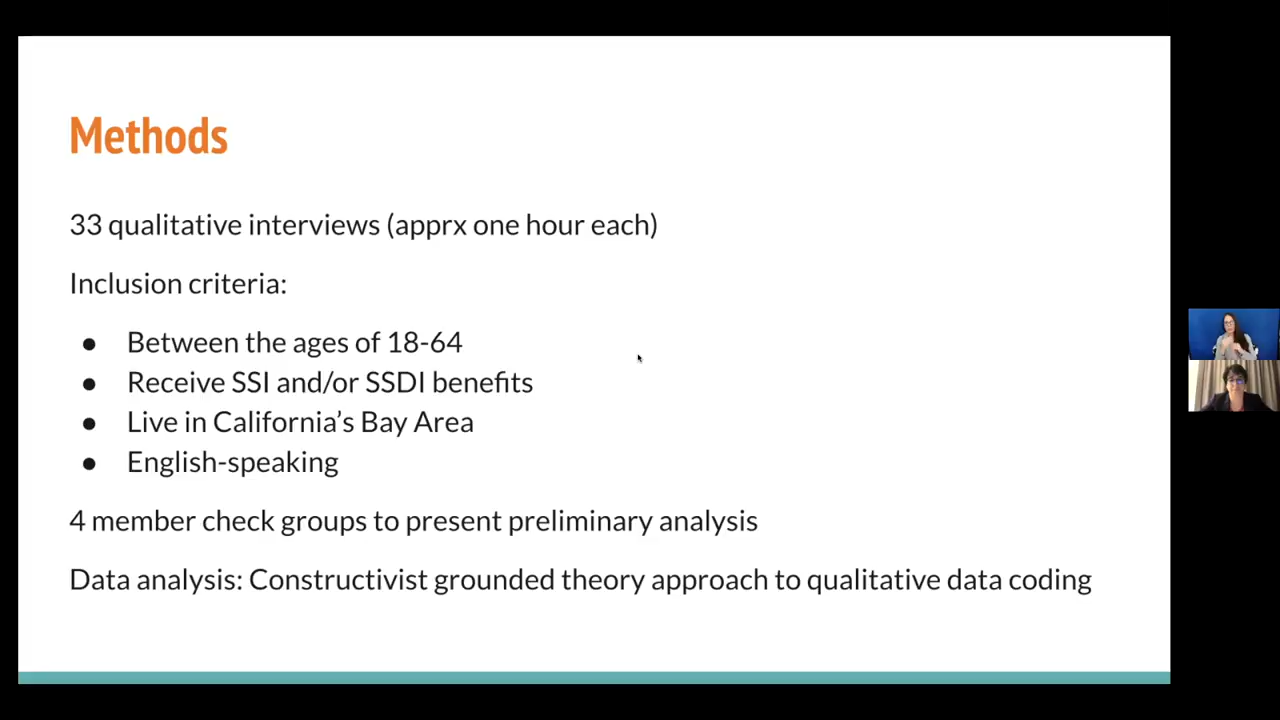 Methods
33 qualitative interviews (apprx one hour each)
Inclusion criteria:
● Between the ages of 18-64
● Receive SSI and/or SSDI benefits
● Live in California’s Bay Area
● English-speaking
4 member check groups to present preliminary analysis
Data analysis: Constructivist grounded theory approach to qualitative data coding